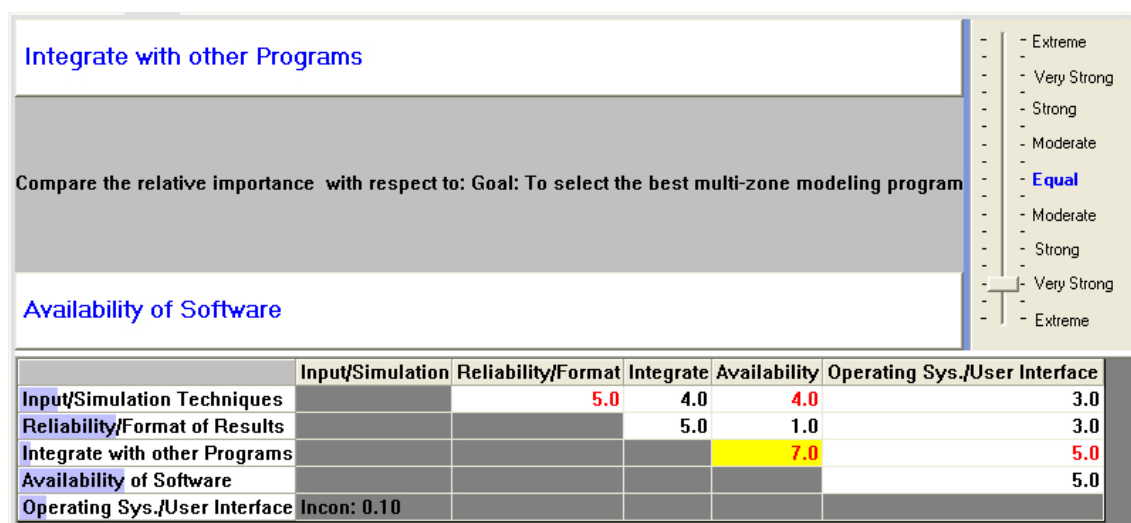 Integrate with other Programs
Compare the relative importance with respect to: Goal: To select the best multi-zone modeling program
Availability of Software
Extreme
Very Strong
Strong
Moderate
Equal
Moderate
Strong
Very Strong
Extreme
Input/Simulation Reliability/Format Integrate Availability Operating Sys./User Interface
Input/Simulation Techniques 5.0 4.0 4.0 3.0
Reliability/Format of Results 5.0 1.0 3.0
Integrate with other Programs 7.0 5.0
Availability of Software 5.0
Operating Sys./User Interface Incon: 0.10